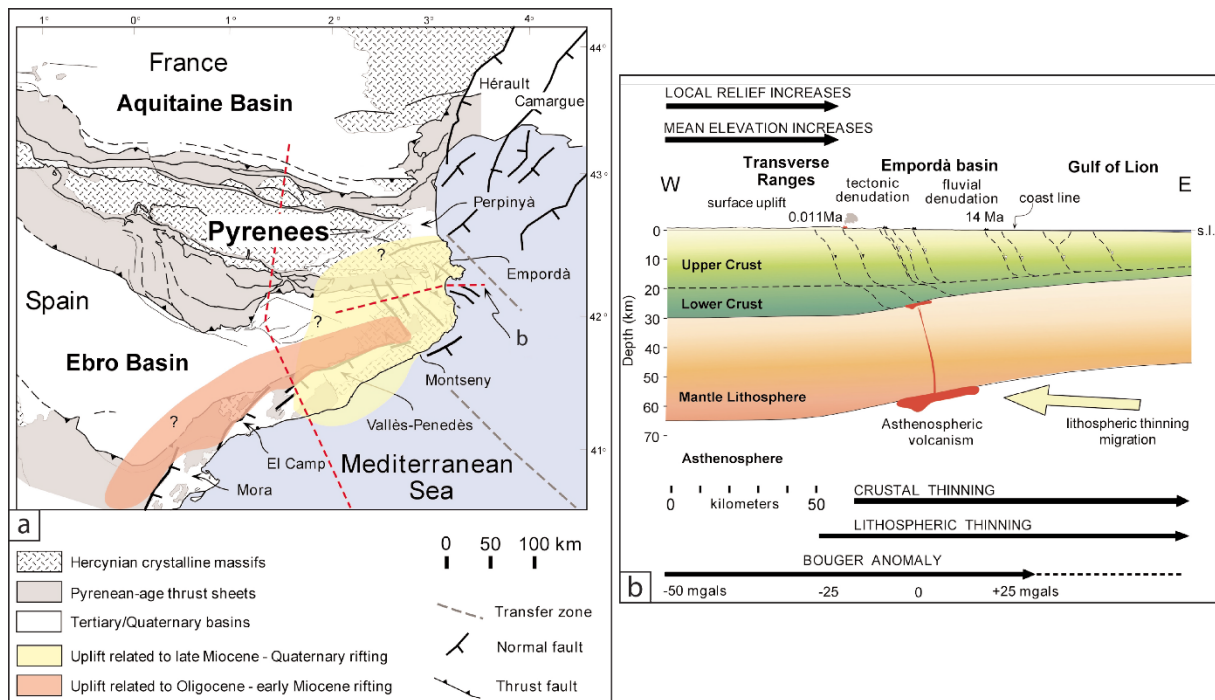 1°
0°
1°
2°
3°
4°
44°
43°
42°
41°
France
Aquitaine Basin
Hérault
Camargue
Pyrenees
Perpinyà
?
Empordà
Spain
?
b
Ebro Basin
Montseny
?
Vallès-Penedès
El Camp
Mediterranean
Sea
Mora
a
Hercynian crystalline massifs
Pyrenean-age thrust sheets
Tertiary/Quaternary basins
Uplift related to late Miocene - Quaternary rifting
Uplift related to Oligocene - early Miocene rifting
0 50 100 km
Transfer zone
Normal fault
Thrust fault
LOCAL RELIEF INCREASES
MEAN ELEVATION INCREASES
Transverse
Ranges
Empordà basin
Gulf of Lion
W
E
surface uplift
tectonic
denudation
fluvial
denudation
coast line
0.011Ma
14 Ma
s.l.
0
10
20
30
40
50
60
70
Depth (km)
Upper Crust
Lower Crust
Mantle Lithosphere
Asthenospheric
volcanism
lithospheric thinning
migration
Asthenosphere
0 kilometers 50
CRUSTAL THINNING
LITHOSPHERIC THINNING
BOUGER ANOMALY
-50 mgals -25 0 +25 mgals
b